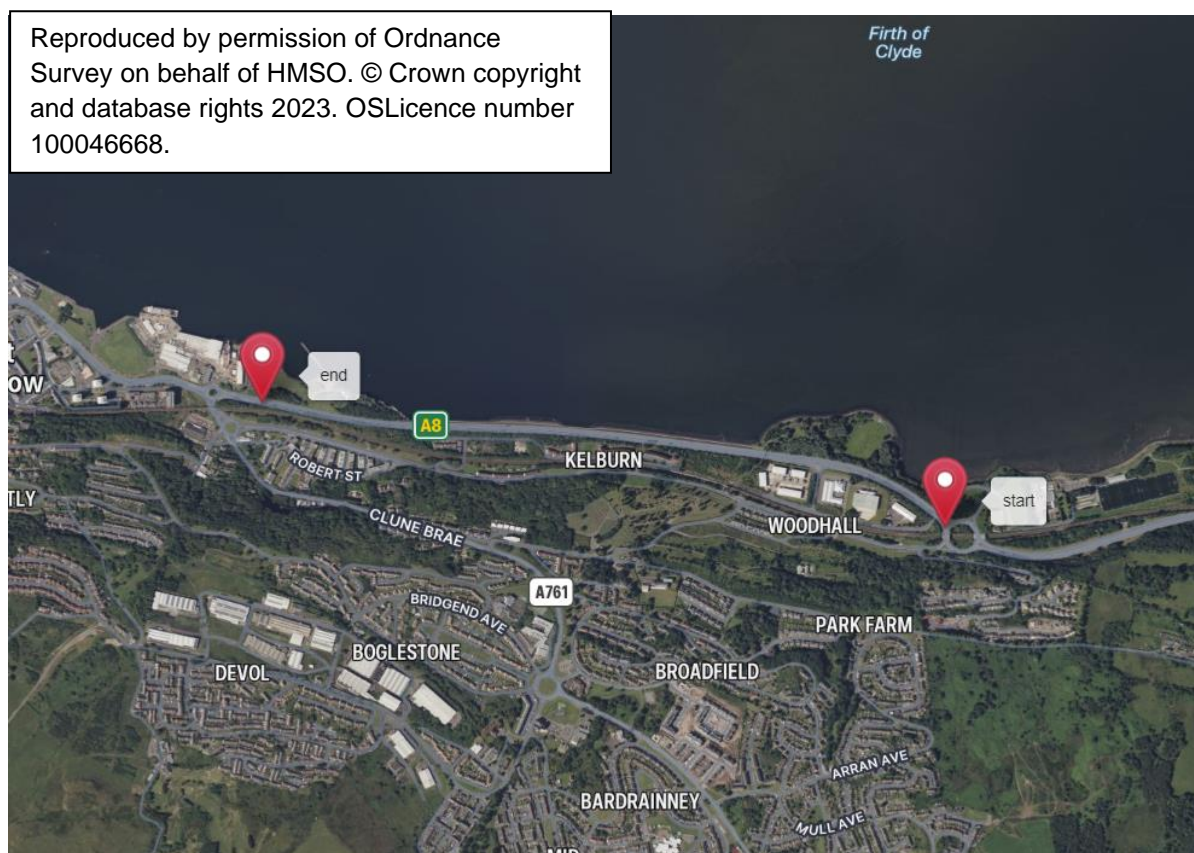 Reproduced by permission of Ordnance
Survey on behalf of HMSO. © Crown copyright
and database rights 2023. OSLicence number
100046668.
Firth of
Clyde
end
OW
A8
ROBERT ST
KELBURN
start
TLY
CLUNE BRAE
WOODHALL
A761
BRIDGEND AVE
PARK FARM
BOGLESTONE
DEVOL
BROADFIELD
ARRAN AVE
BARDRAINNEY
MULL AVE